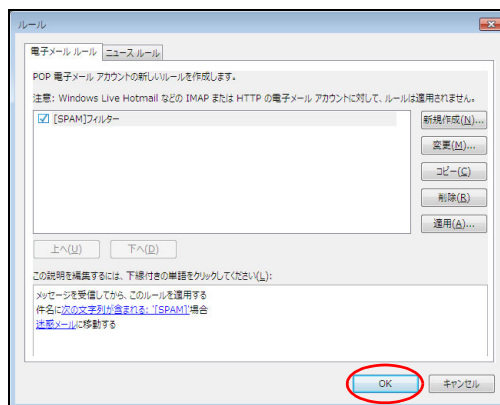 ルール
電子メール ルール ニュース ルール
POP 電子メール アカウントの新しいルールを作成します。
注意: Windows Live Hotmail などの IMAP または HTTP の電子メール アカウントに対して、ルールは適用されません。
[SPAM]フィルター
新規作成(N)...
変更(M)...
コピー(C)
削除(R)
適用(A)...
上へ(U) 下へ(D)
この説明を編集するには、下線付きの単語をクリックしてください(L):
メッセージを受信してから、このルールを適用する
件名に次の文字列が含まれる: '[SPAM]'場合
迷惑メールに移動する
OK キャンセル